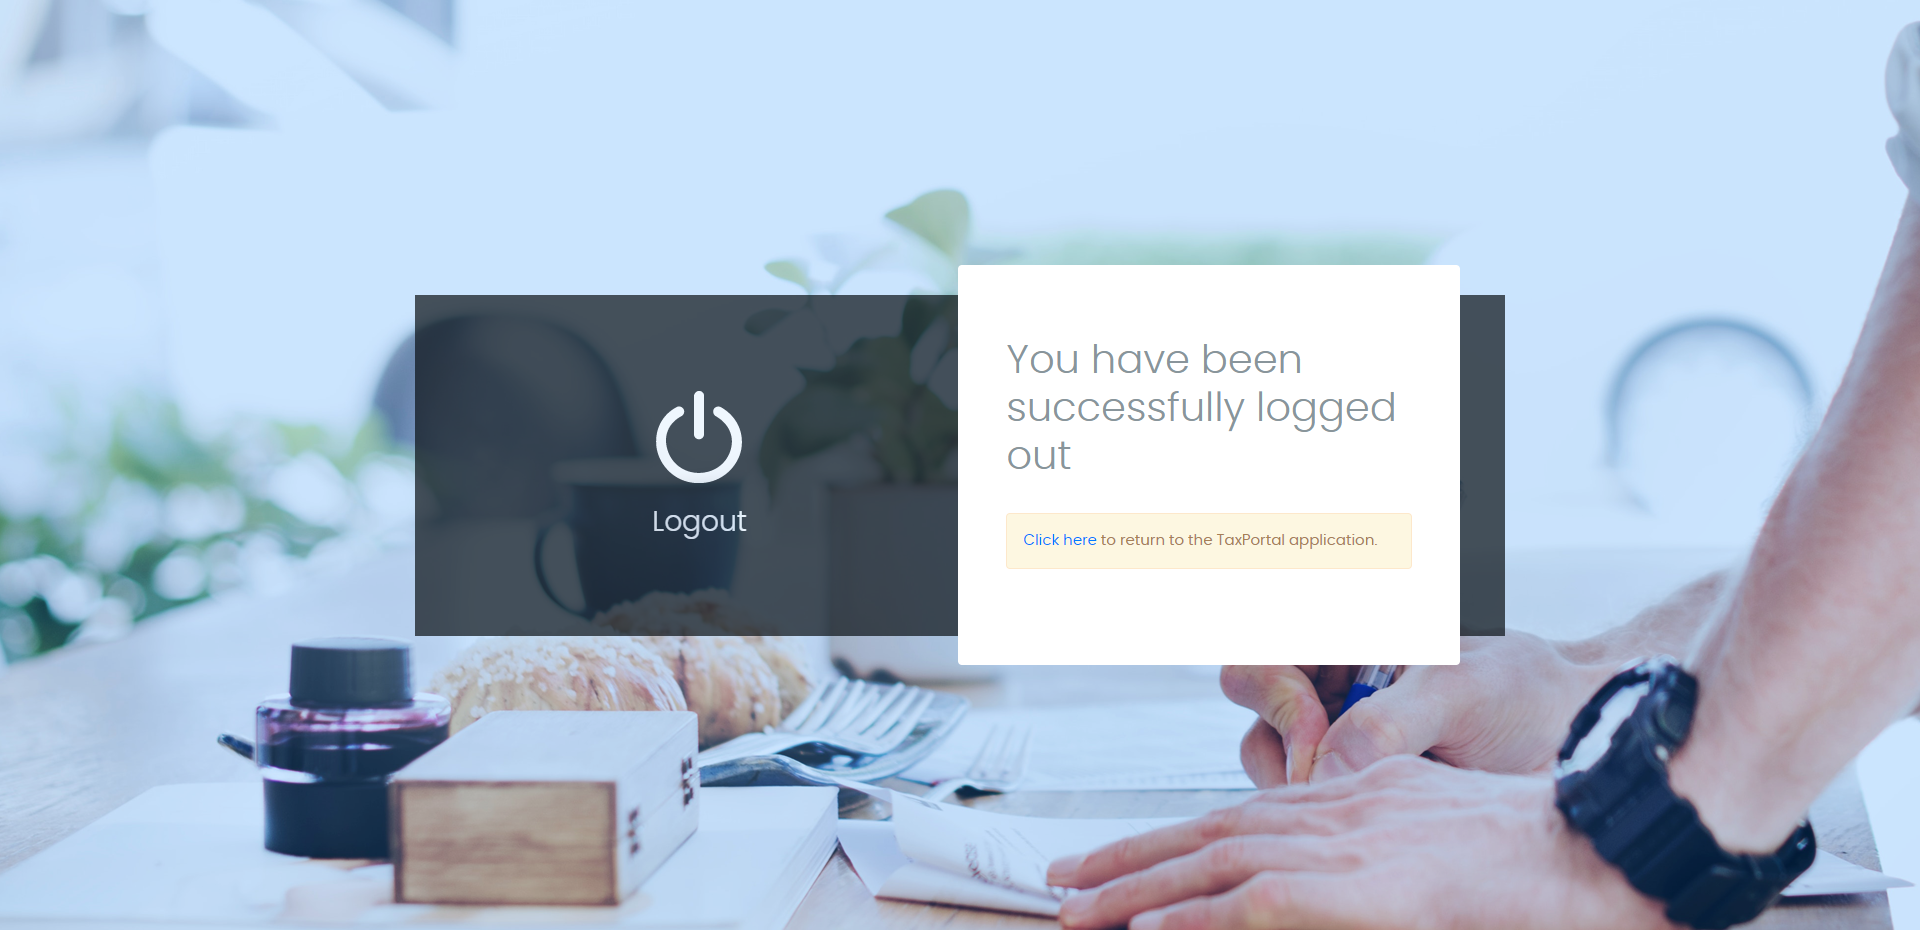 Logout
You have been
successfully logged
out
Click here to return to the TaxPortal application.